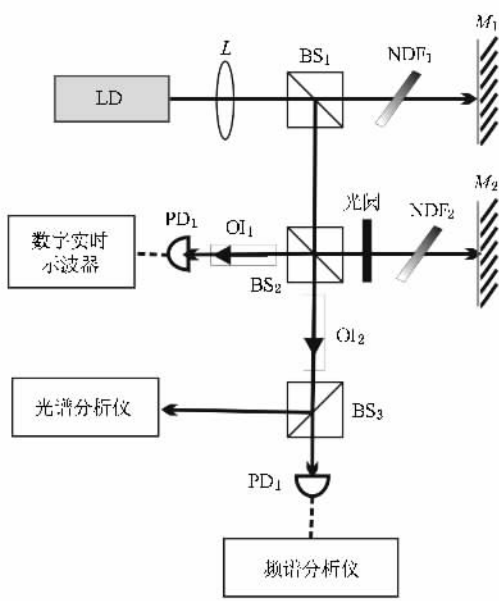 M₁
L
BS₁
NDF₁
LD
M₂
光阑
NDF₂
PD₁
OI₁
数字实时
示波器
BS₂
OI₂
光谱分析仪
BS₃
PD₁
频谱分析仪